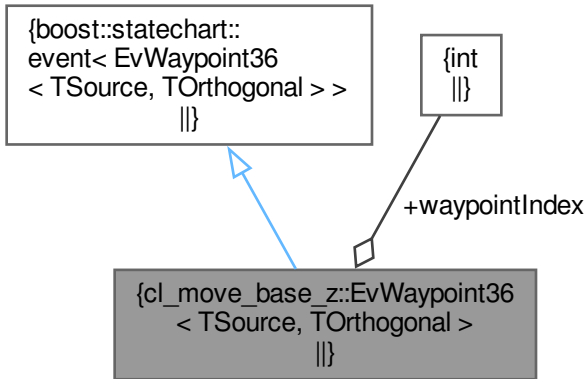 {boost::statechart::
event< EvWaypoint36
< TSource, TOrthogonal > >
||}
{int
||}
+waypointIndex
{cl_move_base_z::EvWaypoint36
< TSource, TOrthogonal >
||}